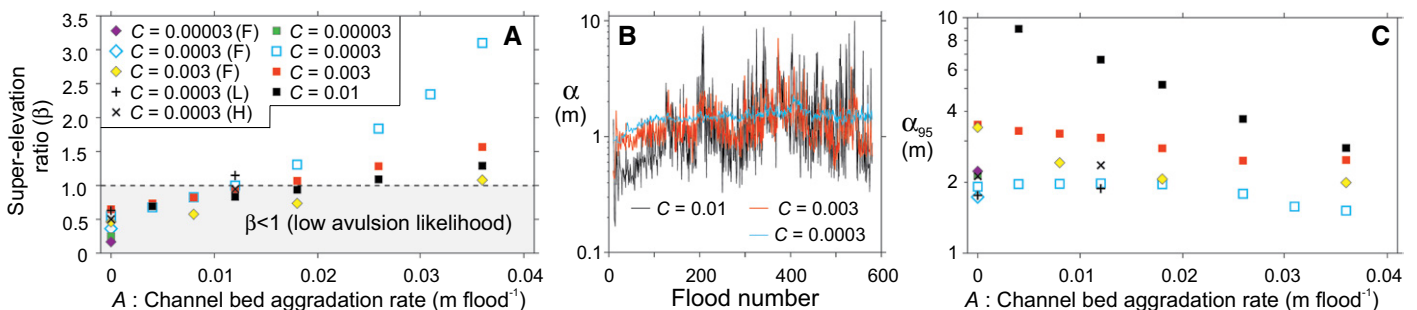 A
Super-elevation
ratio (β)
3.5
3.0
2.5
2.0
1.5
1.0
0.5
0
C = 0.00003 (F)
C = 0.0003 (F)
C = 0.003 (F)
C = 0.0003 (L)
C = 0.0003 (H)
C = 0.00003
C = 0.0003
C = 0.003
C = 0.01
β<1 (low avulsion likelihood)
0 0.01 0.02 0.03 0.04
A : Channel bed aggradation rate (m flood⁻¹)
B
α
(m)
10
1
0.1
C = 0.01
C = 0.003
C = 0.0003
0 200 400 600
Flood number
C
α₉₅
(m)
10
8
6
4
2
1
0 0.01 0.02 0.03 0.04
A : Channel bed aggradation rate (m flood⁻¹)